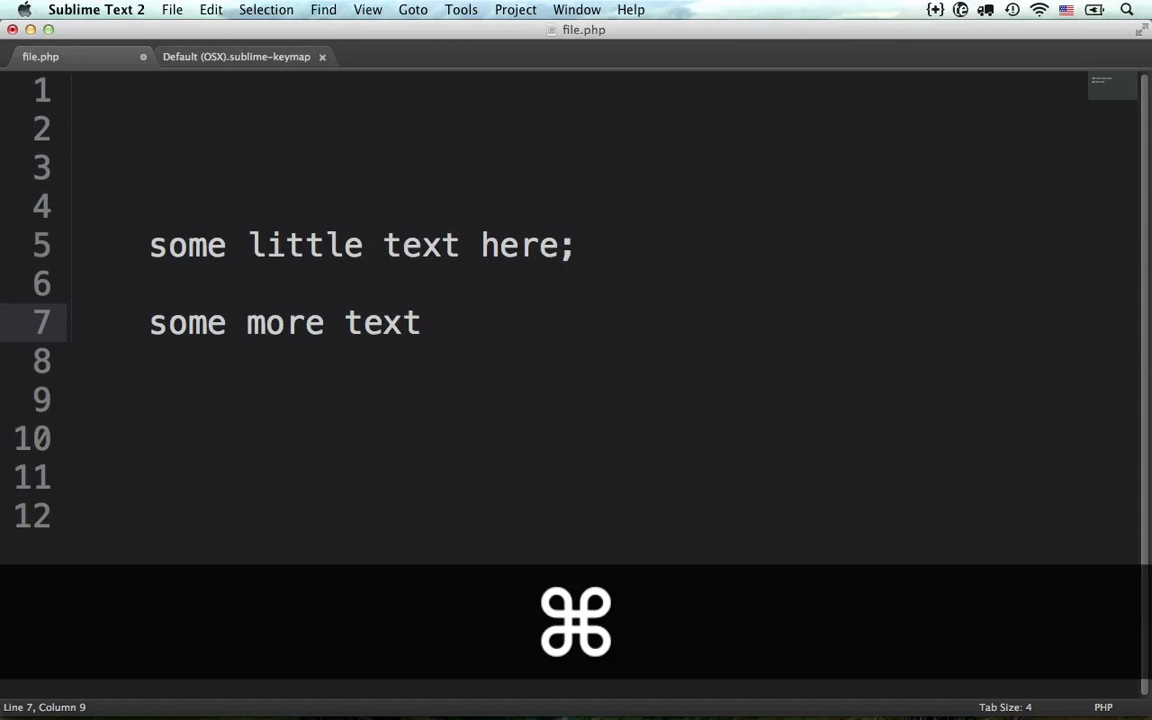 Sublime Text 2 File Edit Selection Find View Goto Tools Project Window Help
file.php
file.php Default (OSX).sublime-keymap
1
2
3
4
5 some little text here;
6
7 some more text
8
9
10
11
12
⌘
Line 7, Column 9 Tab Size: 4 PHP